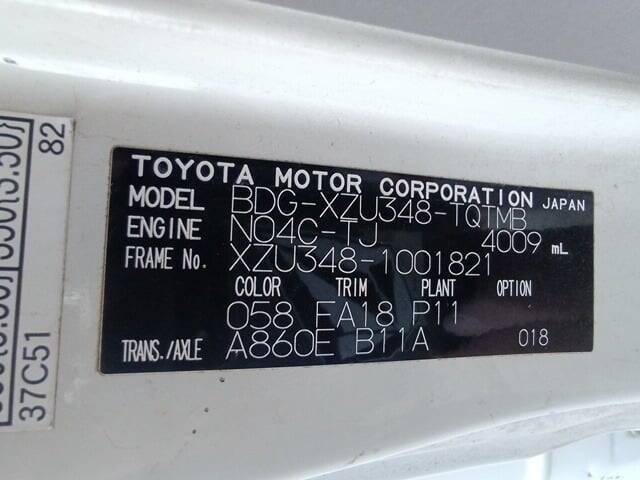 TOYOTA MOTOR CORPORATION JAPAN
MODEL BDG-XZU348-TQTMB
ENGINE N04C-TJ 4009 mL
FRAME No. XZU348-1001821
COLOR TRIM PLANT OPTION
058 FA18 P11
TRANS./AXLE A860E B11A 018
82
37C51